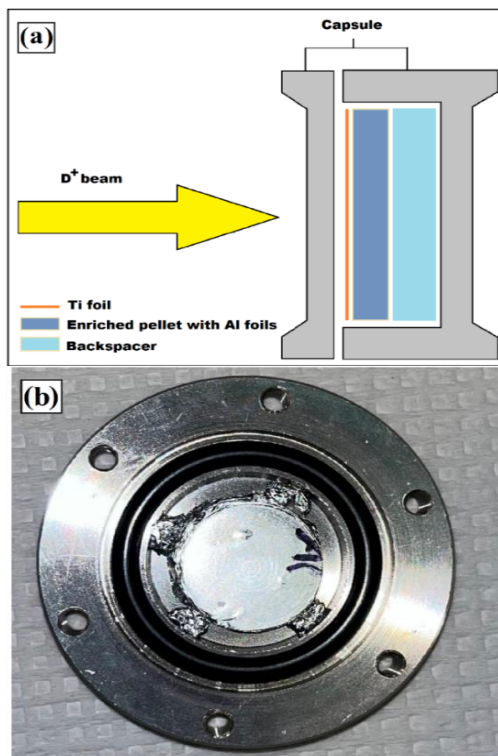 (a)
Capsule
D+ beam
Ti foil
Enriched pellet with Al foils
Backspacer
(b)